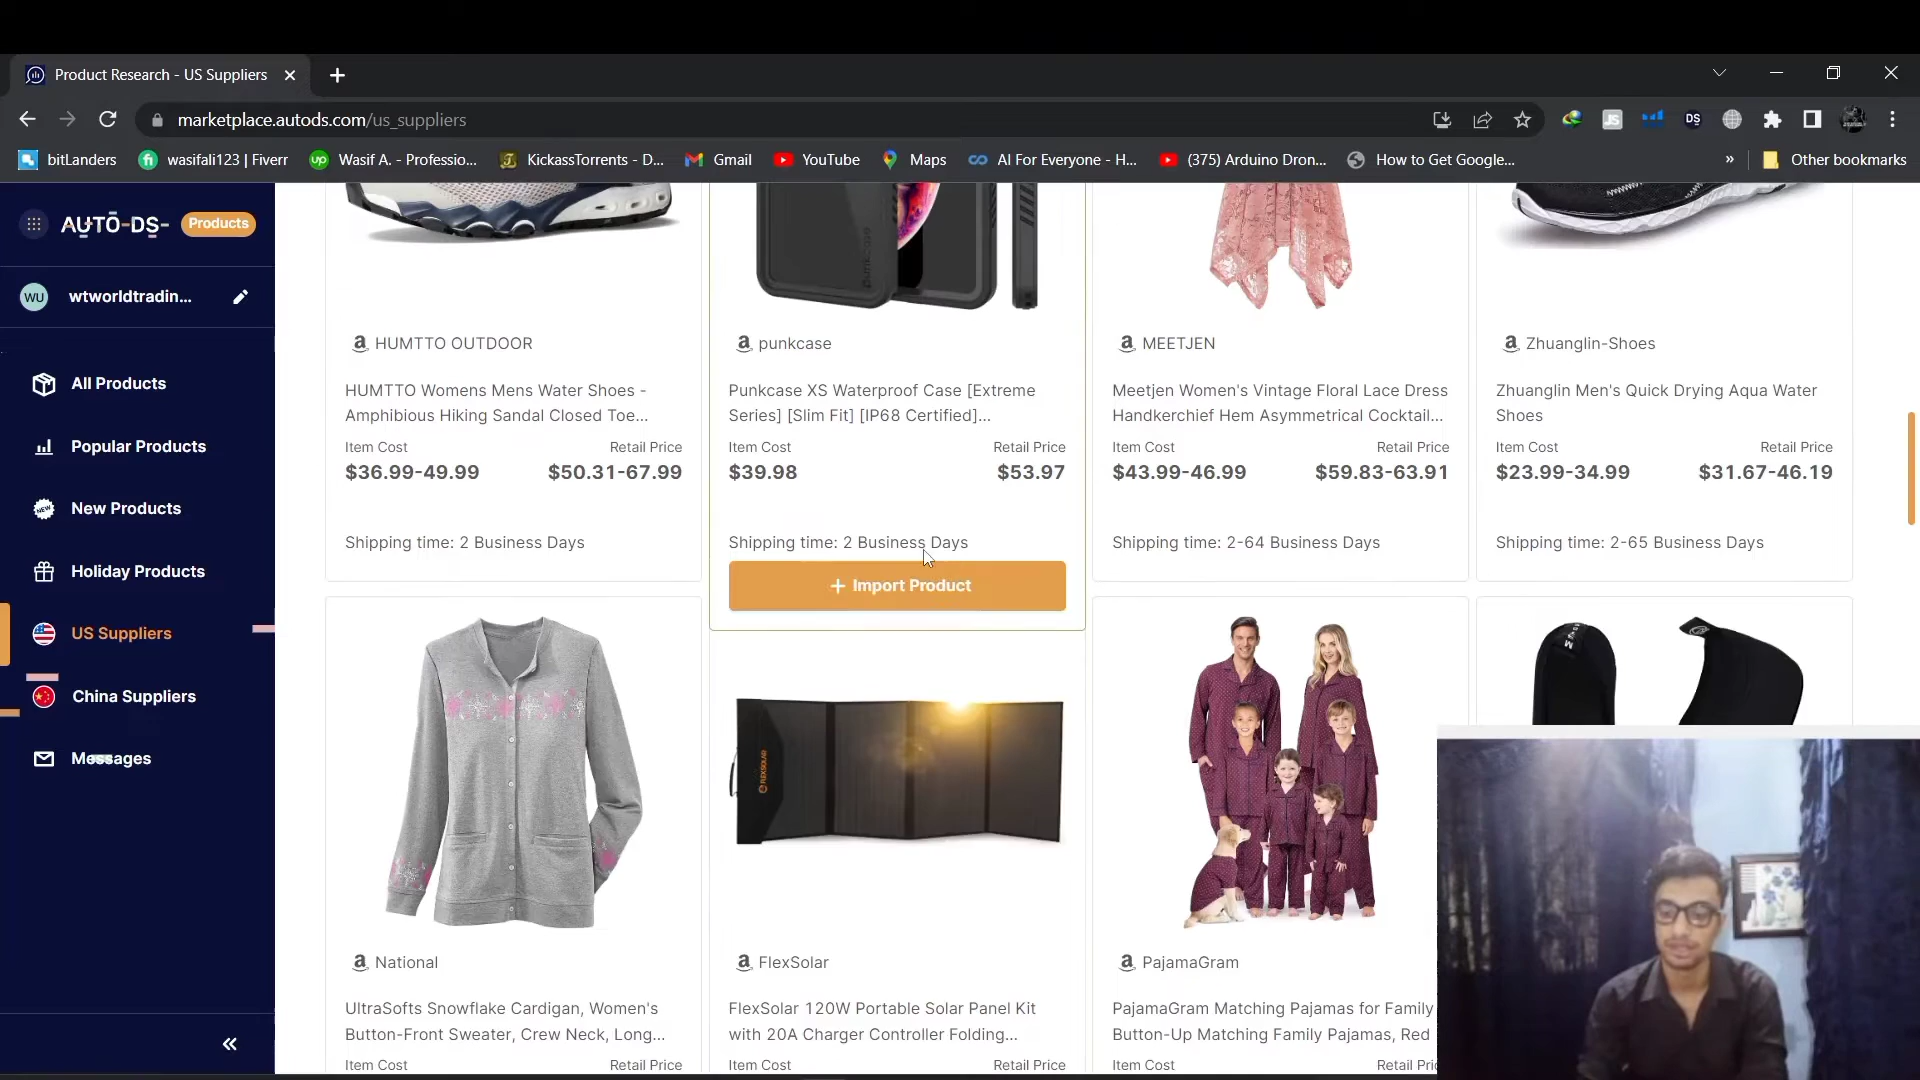 Product Research - US Suppliers
marketplace.autods.com/us_suppliers
JS
DS
bitLanders
wasifali123 | Fiverr
Wasif A. - Professio...
KickassTorrents - D...
Gmail
YouTube
Maps
AI For Everyone - H...
(375) Arduino Dron...
How to Get Google...
»
Other bookmarks
AUTO-DS
Products
WU
wtworldtradin...
All Products
Popular Products
NEW
New Products
Holiday Products
US Suppliers
China Suppliers
Messages
HUMTTO OUTDOOR
HUMTTO Womens Mens Water Shoes -
Amphibious Hiking Sandal Closed Toe...
Item Cost
Retail Price
$36.99-49.99
$50.31-67.99
Shipping time: 2 Business Days
punkcase
punkcase
Punkcase XS Waterproof Case [Extreme
Series] [Slim Fit] [IP68 Certified]...
Item Cost
Retail Price
$39.98
$53.97
Shipping time: 2 Business Days
+ Import Product
MEETJEN
Meetjen Women's Vintage Floral Lace Dress
Handkerchief Hem Asymmetrical Cocktail...
Item Cost
Retail Price
$43.99-46.99
$59.83-63.91
Shipping time: 2-64 Business Days
Zhuanglin-Shoes
Zhuanglin Men's Quick Drying Aqua Water
Shoes
Item Cost
Retail Price
$23.99-34.99
$31.67-46.19
Shipping time: 2-65 Business Days
National
UltraSofts Snowflake Cardigan, Women's
Button-Front Sweater, Crew Neck, Long...
Item Cost
Retail Price
FLEXSOLAR
FlexSolar
FlexSolar 120W Portable Solar Panel Kit
with 20A Charger Controller Folding...
Item Cost
Retail Price
PajamaGram
PajamaGram Matching Pajamas for Family
Button-Up Matching Family Pajamas, Red
Item Cost